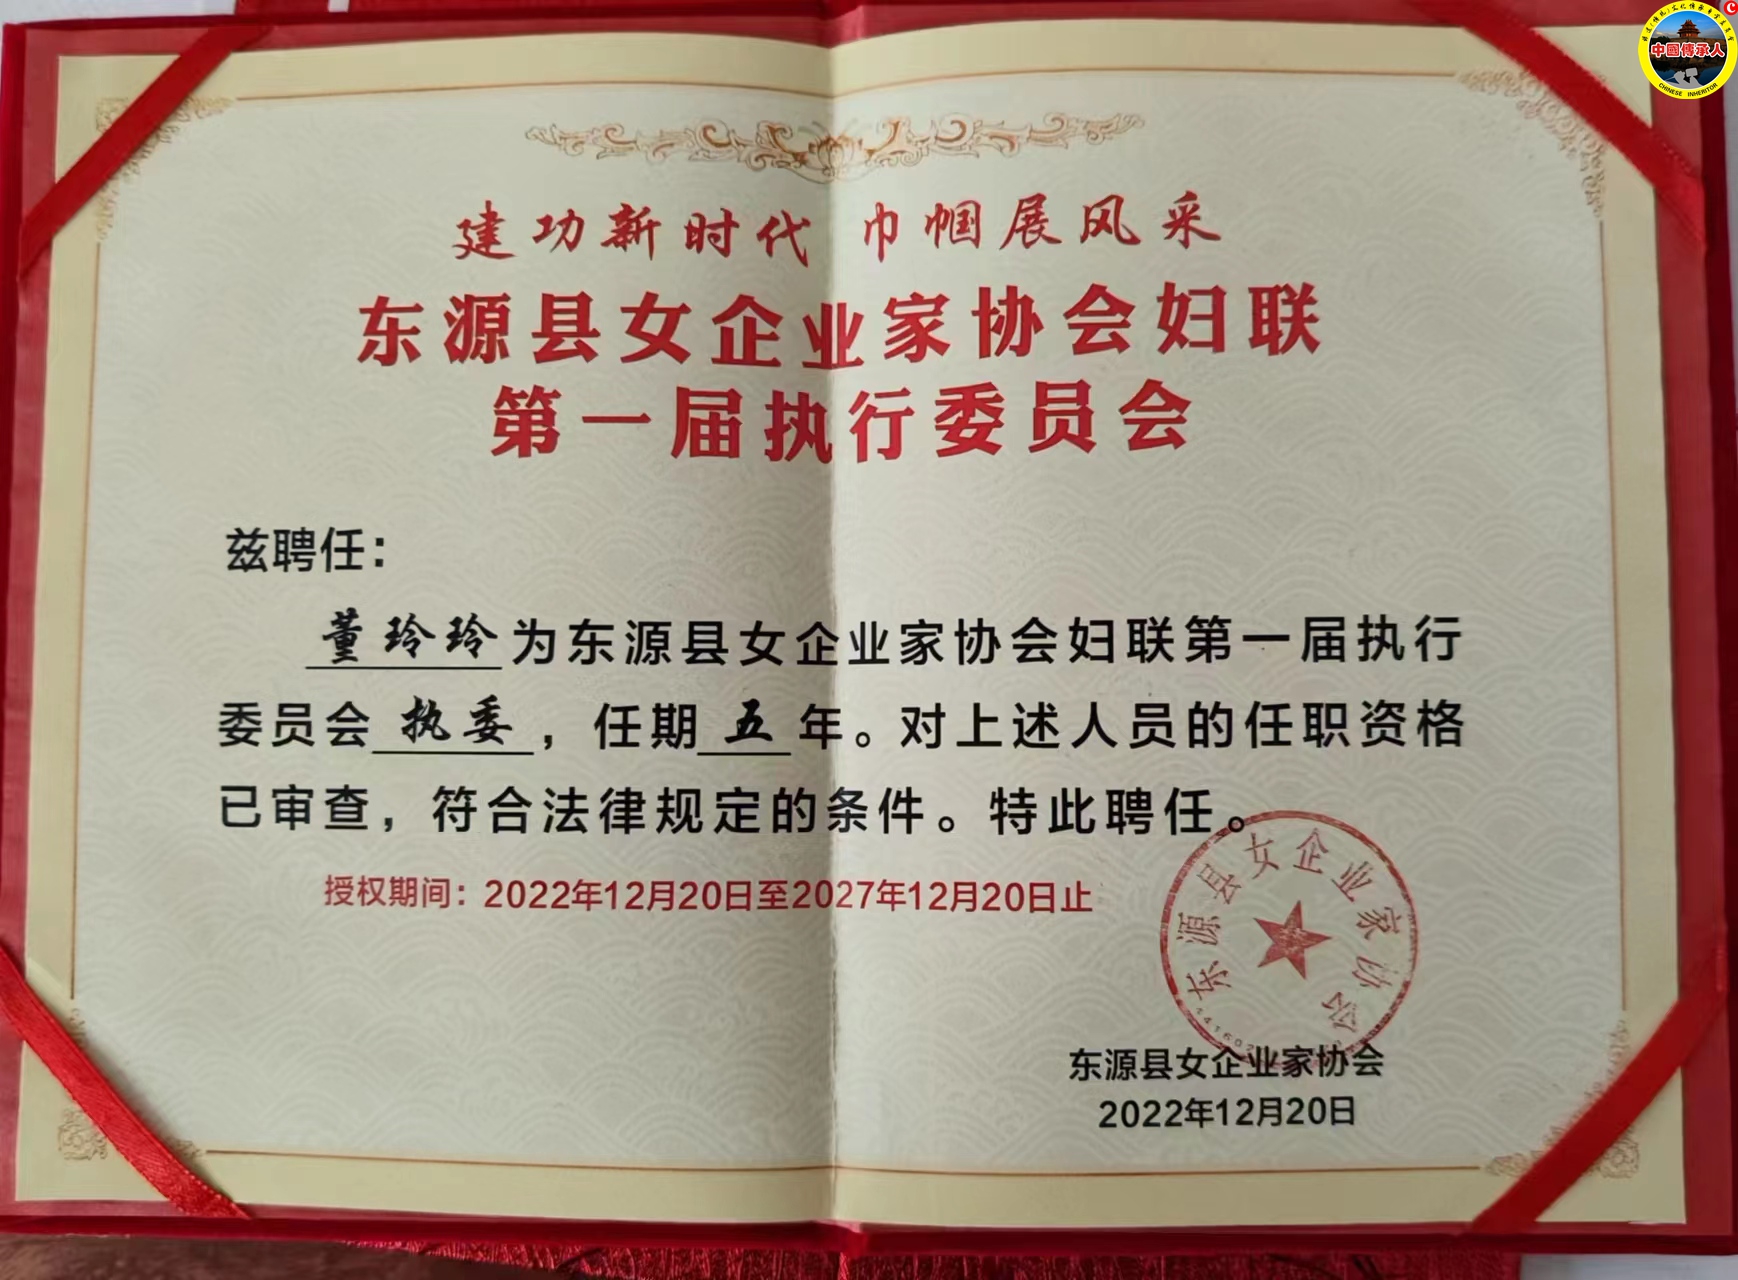 建功新时代 巾帼展风采
东源县女企业家协会妇联
第一届执行委员会
兹聘任：
董玲玲为东源县女企业家协会妇联第一届执行
委员会执委，任期五年。对上述人员的任职资格
已审查，符合法律规定的条件。特此聘任。
授权期间：2022年12月20日至2027年12月20日止
东源县女企业家协会
东源县女企业家协会
2022年12月20日
中國傳承人
CHINESE INHERITOR
C